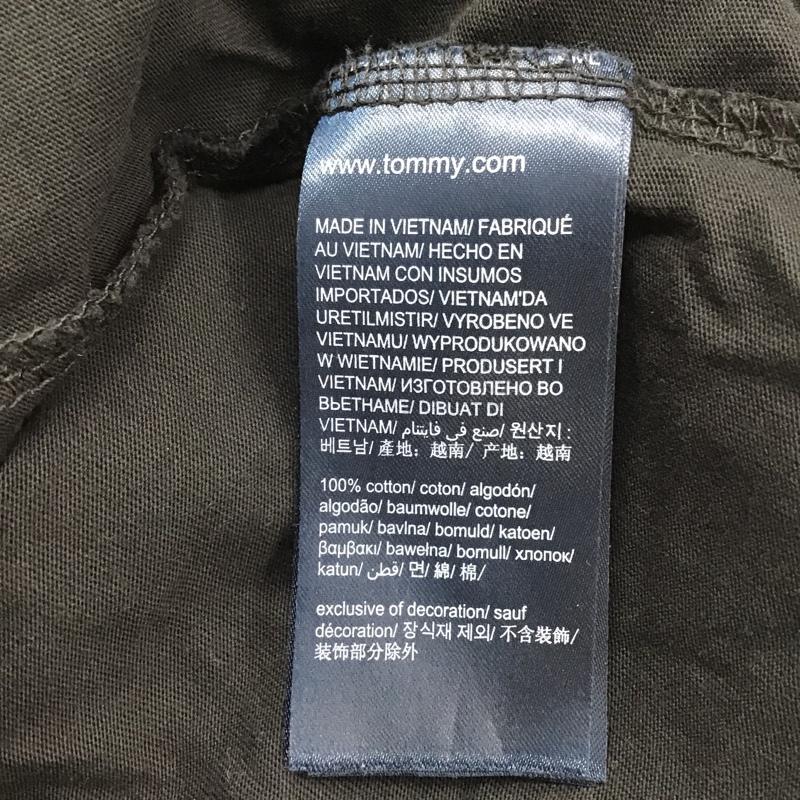 www.tommy.com
MADE IN VIETNAM/ FABRIQUÉ
AU VIETNAM/ HECHO EN
VIETNAM CON INSUMOS
IMPORTADOS/ VIETNAM'DA
URETILMISTIR/ VYROBENO VE
VIETNAMU/ WYPRODUKOWANO
W WIETNAMIE/ PRODUSERT I
VIETNAM/ ИЗГОТОВЛЕНО ВО
ВЬЕТНАМЕ/ DIBUAT DI
VIETNAM/ صنع في فايتنام/ 원산지 :
베트남/ 產地：越南/ 产地：越南
100% cotton/ coton/ algodón/
algodão/ baumwolle/ cotone/
pamuk/ bavlna/ bomuld/ katoen/
βαμβακι/ bawełna/ bomull/ хлопок/
katun/ قطن/ 면/ 綿/ 棉/
exclusive of decoration/ sauf
décoration/ 장식재 제외/ 不含裝飾/
装饰部分除外